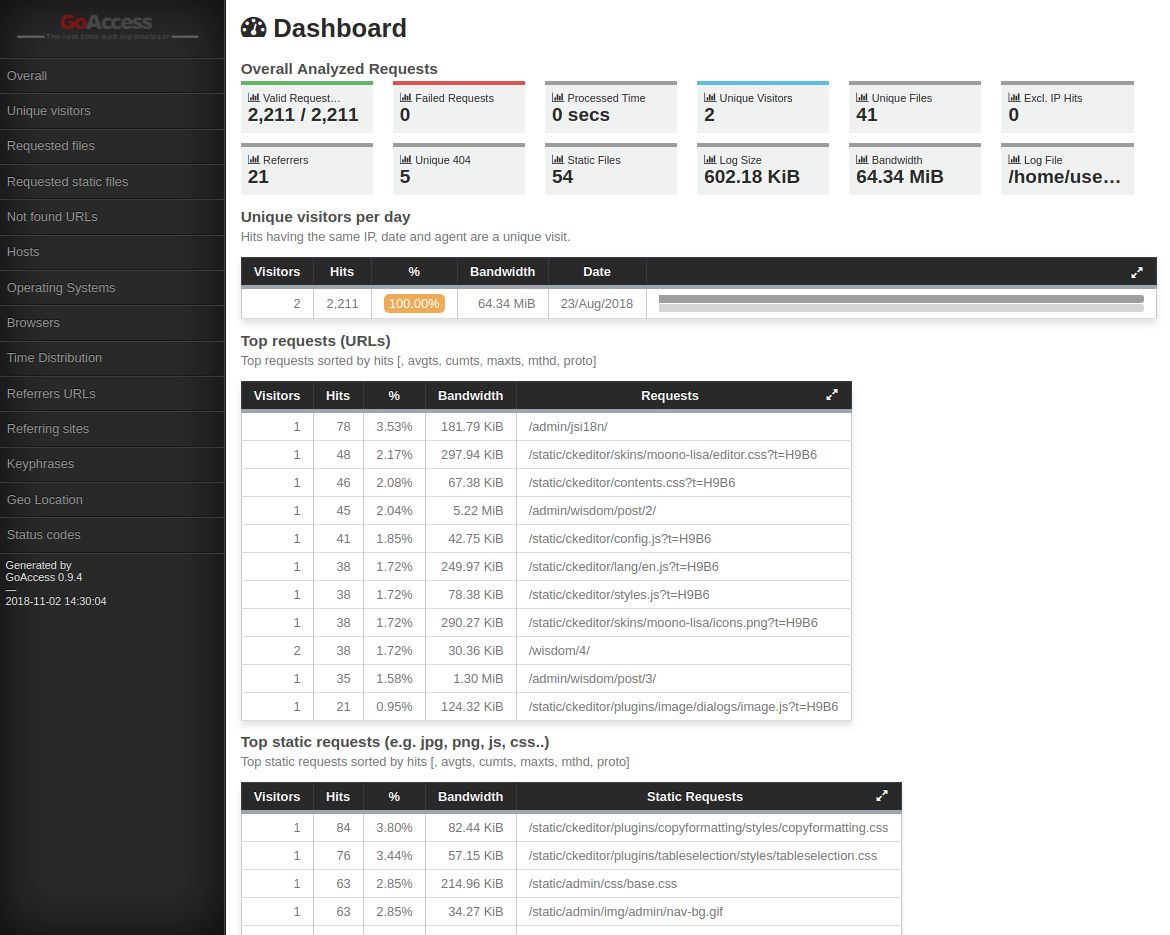 GoAccess
The real time web log analyzer
Overall
Unique visitors
Requested files
Requested static files
Not found URLs
Hosts
Operating Systems
Browsers
Time Distribution
Referrers URLs
Referring sites
Keyphrases
Geo Location
Status codes
Generated by
GoAccess 0.9.4
—
2018-11-02 14:30:04
Dashboard
Overall Analyzed Requests
Valid Request… Failed Requests Processed Time Unique Visitors Unique Files Excl. IP Hits
2,211 / 2,211 0 0 secs 2 41 0
Referrers Unique 404 Static Files Log Size Bandwidth Log File
21 5 54 602.18 KiB 64.34 MiB /home/use…
Unique visitors per day
Hits having the same IP, date and agent are a unique visit.
Visitors Hits % Bandwidth Date
2 2,211 100.00% 64.34 MiB 23/Aug/2018
Top requests (URLs)
Top requests sorted by hits [, avgts, cumts, maxts, mthd, proto]
Visitors Hits % Bandwidth Requests
1 78 3.53% 181.79 KiB /admin/jsi18n/
1 48 2.17% 297.94 KiB /static/ckeditor/skins/moono-lisa/editor.css?t=H9B6
1 46 2.08% 67.38 KiB /static/ckeditor/contents.css?t=H9B6
1 45 2.04% 5.22 MiB /admin/wisdom/post/2/
1 41 1.85% 42.75 KiB /static/ckeditor/config.js?t=H9B6
1 38 1.72% 249.97 KiB /static/ckeditor/lang/en.js?t=H9B6
1 38 1.72% 78.38 KiB /static/ckeditor/styles.js?t=H9B6
1 38 1.72% 290.27 KiB /static/ckeditor/skins/moono-lisa/icons.png?t=H9B6
2 38 1.72% 30.36 KiB /wisdom/4/
1 35 1.58% 1.30 MiB /admin/wisdom/post/3/
1 21 0.95% 124.32 KiB /static/ckeditor/plugins/image/dialogs/image.js?t=H9B6
Top static requests (e.g. jpg, png, js, css..)
Top static requests sorted by hits [, avgts, cumts, maxts, mthd, proto]
Visitors Hits % Bandwidth Static Requests
1 84 3.80% 82.44 KiB /static/ckeditor/plugins/copyformatting/styles/copyformatting.css
1 76 3.44% 57.15 KiB /static/ckeditor/plugins/tableselection/styles/tableselection.css
1 63 2.85% 214.96 KiB /static/admin/css/base.css
1 63 2.85% 34.27 KiB /static/admin/img/admin/nav-bg.gif